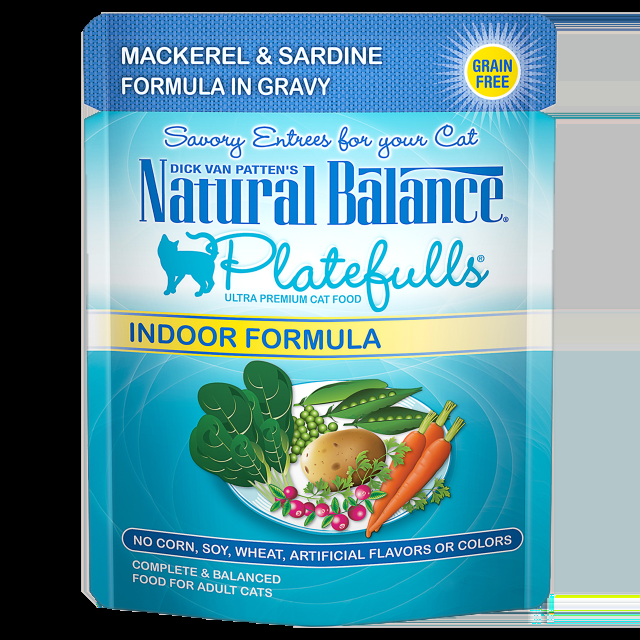 MACKEREL & SARDINE
FORMULA IN GRAVY
GRAIN
FREE
Savory Entrees for your Cat
DICK VAN PATTEN'S
Natural Balance®
Platefulls®
ULTRA PREMIUM CAT FOOD
INDOOR FORMULA
NO CORN, SOY, WHEAT, ARTIFICIAL FLAVORS OR COLORS
COMPLETE & BALANCED
FOOD FOR ADULT CATS